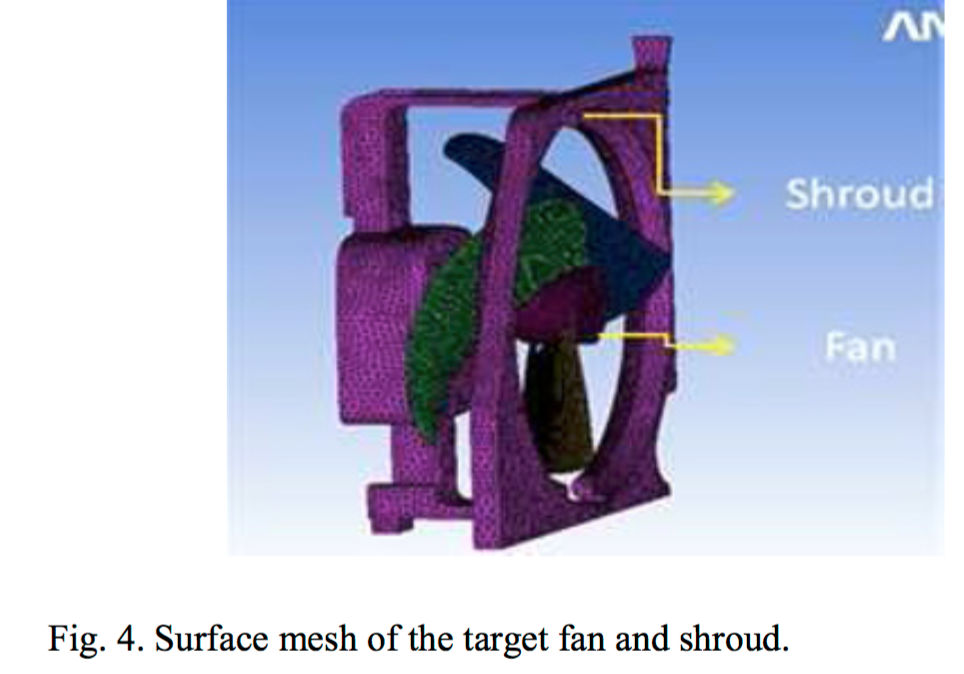 Shroud
Fan
Fig. 4. Surface mesh of the target fan and shroud.